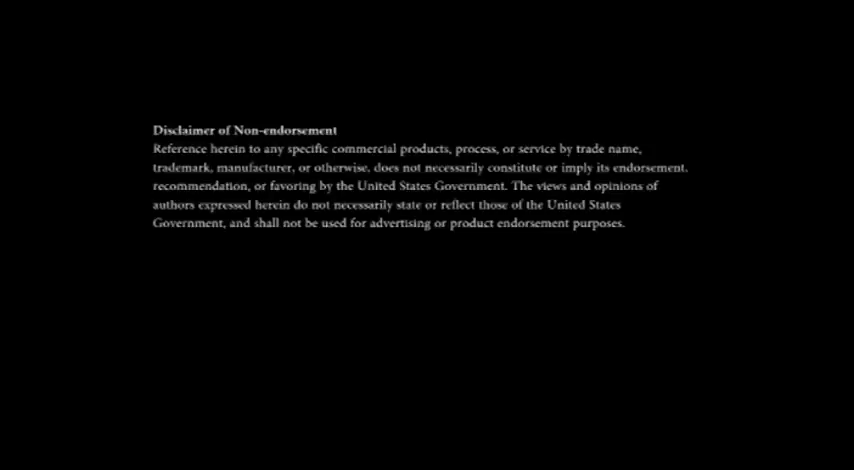 Disclaimer of Non-endorsement
Reference herein to any specific commercial products, process, or service by trade name,
trademark, manufacturer, or otherwise, does not necessarily constitute or imply its endorsement,
recommendation, or favoring by the United States Government. The views and opinions of
authors expressed herein do not necessarily state or reflect those of the United States
Government, and shall not be used for advertising or product endorsement purposes.